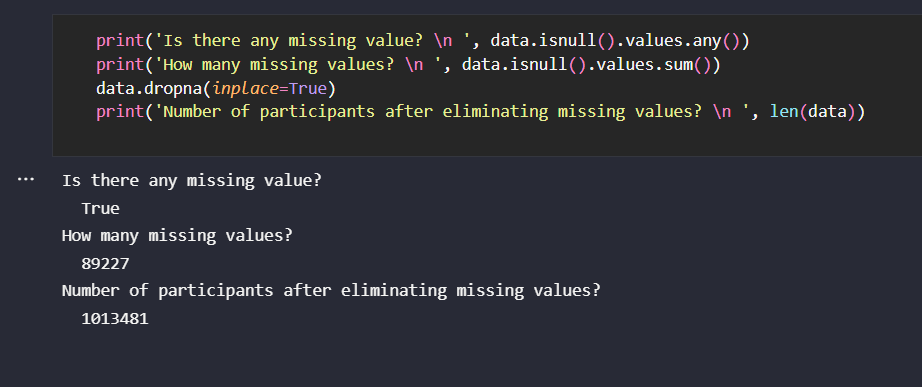 print('Is there any missing value? \n ', data.isnull().values.any())
print('How many missing values? \n ', data.isnull().values.sum())
data.dropna(inplace=True)
print('Number of participants after eliminating missing values? \n ', len(data))
... Is there any missing value?
True
How many missing values?
89227
Number of participants after eliminating missing values?
1013481